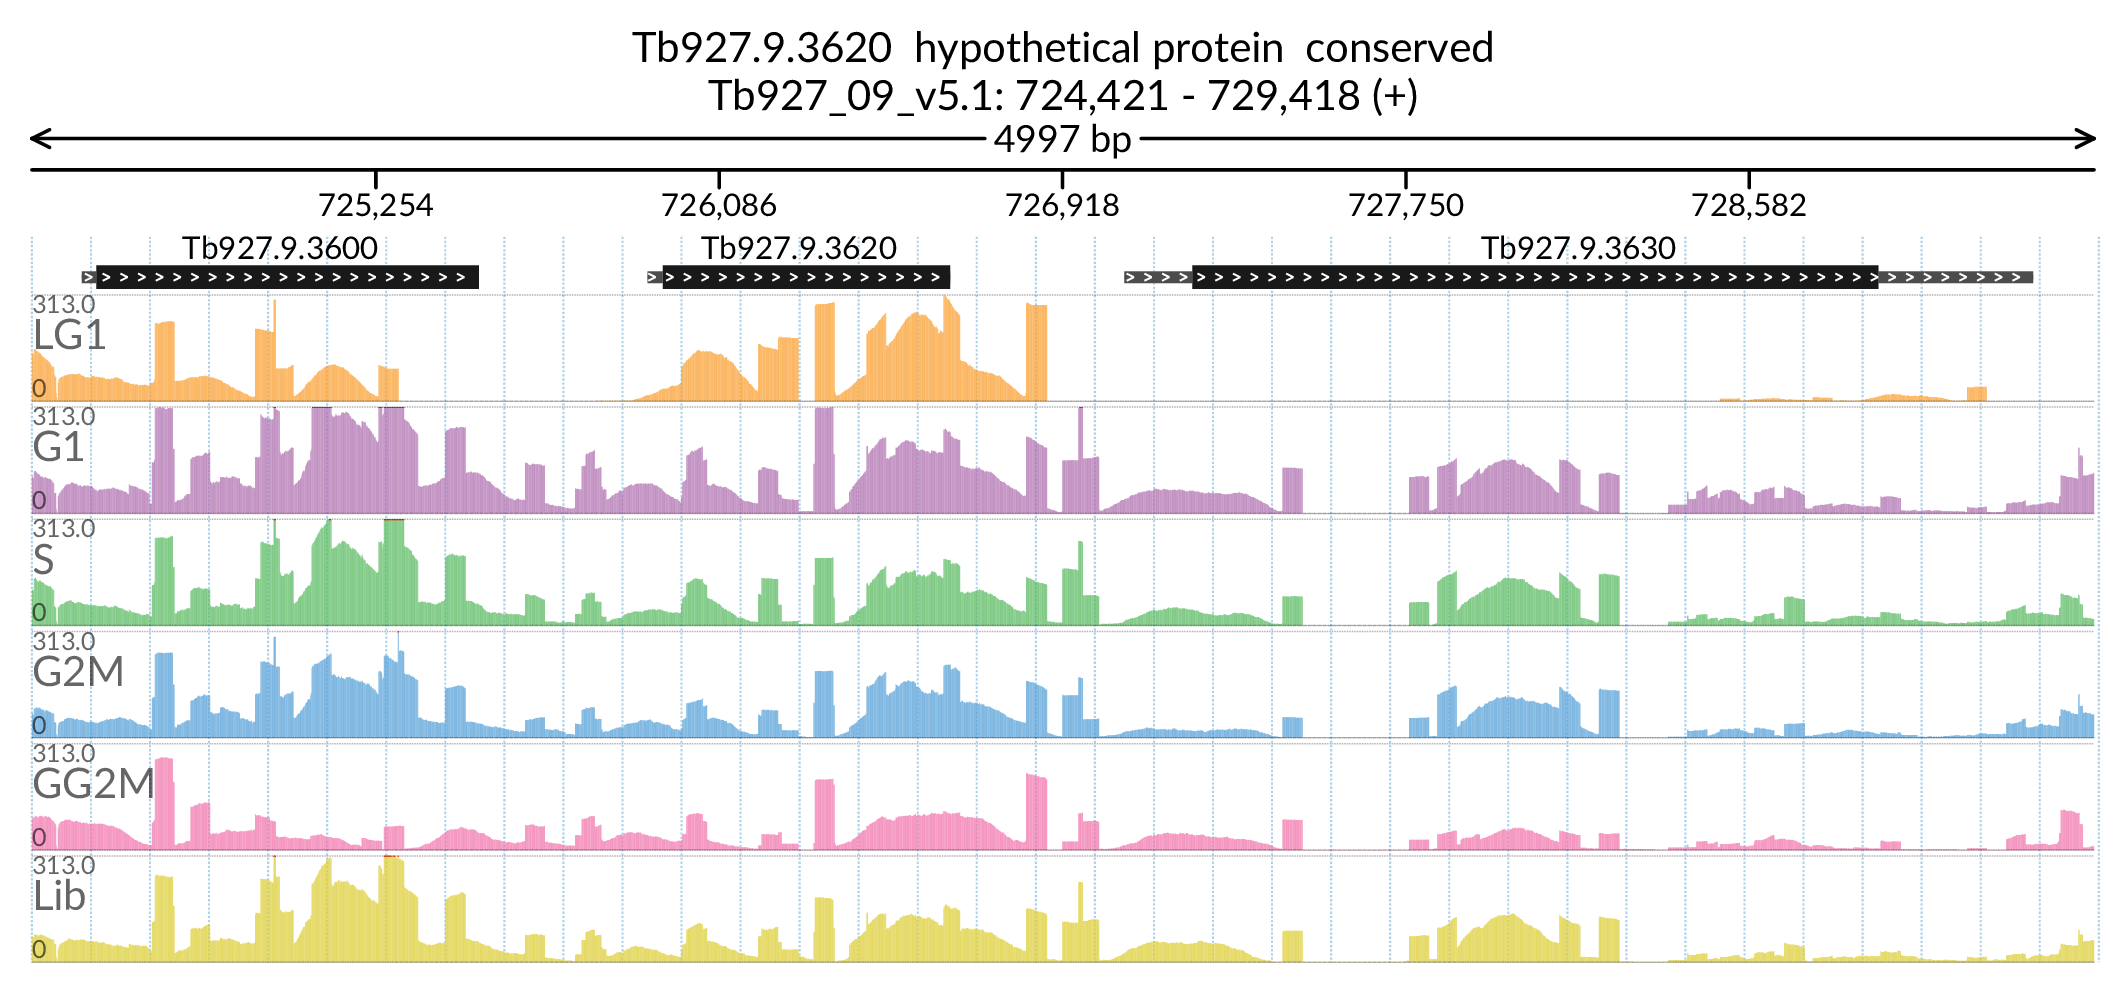 Tb927.9.3620 hypothetical protein conserved
Tb927_09_v5.1: 724,421 - 729,418 (+)
4997 bp
725,254 726,086 726,918 727,750 728,582
Tb927.9.3600 Tb927.9.3620 Tb927.9.3630
313.0
LG1
0
313.0
G1
0
313.0
S
0
313.0
G2M
0
313.0
GG2M
0
313.0
Lib
0